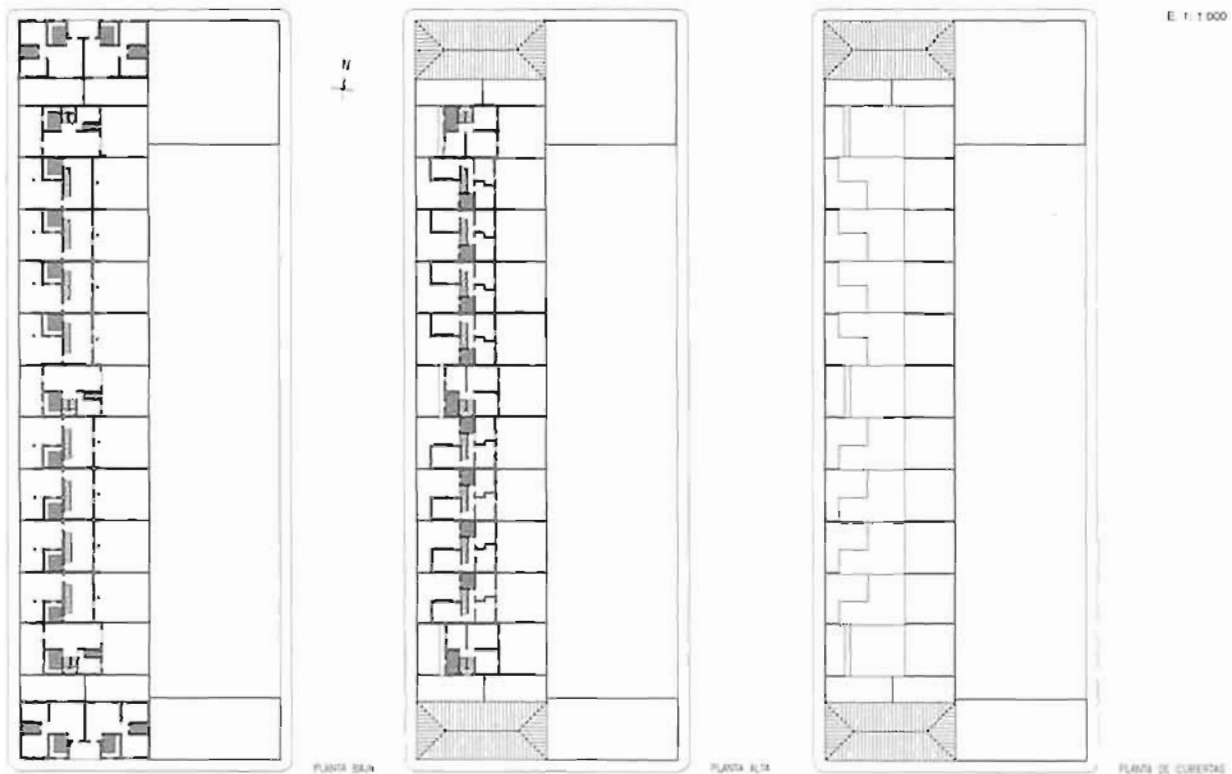 E. 1: 1.000
N
PLANTA BAJA
PLANTA ALTA
PLANTA DE CUBIERTAS